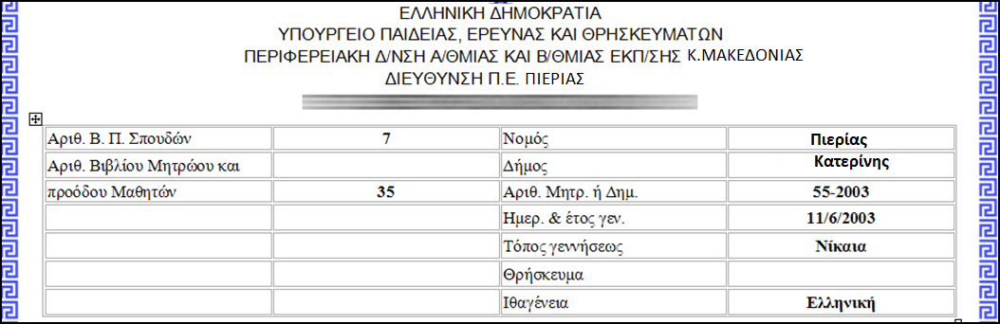 ΕΛΛΗΝΙΚΗ ΔΗΜΟΚΡΑΤΙΑ
ΥΠΟΥΡΓΕΙΟ ΠΑΙΔΕΙΑΣ, ΕΡΕΥΝΑΣ ΚΑΙ ΘΡΗΣΚΕΥΜΑΤΩΝ
ΠΕΡΙΦΕΡΕΙΑΚΗ Δ/ΝΣΗ Α/ΘΜΙΑΣ ΚΑΙ Β/ΘΜΙΑΣ ΕΚΠ/ΣΗΣ Κ.ΜΑΚΕΔΟΝΙΑΣ
ΔΙΕΥΘΥΝΣΗ Π.Ε. ΠΙΕΡΙΑΣ
Αριθ. Β. Π. Σπουδών 7 Νομός Πιερίας
Αριθ. Βιβλίου Μητρώου και Δήμος Κατερίνης
προόδου Μαθητών 35 Αριθ. Μητρ. ή Δημ. 55-2003
Ημερ. & έτος γεν. 11/6/2003
Τόπος γεννήσεως Νίκαια
Θρήσκευμα
Ιθαγένεια Ελληνική